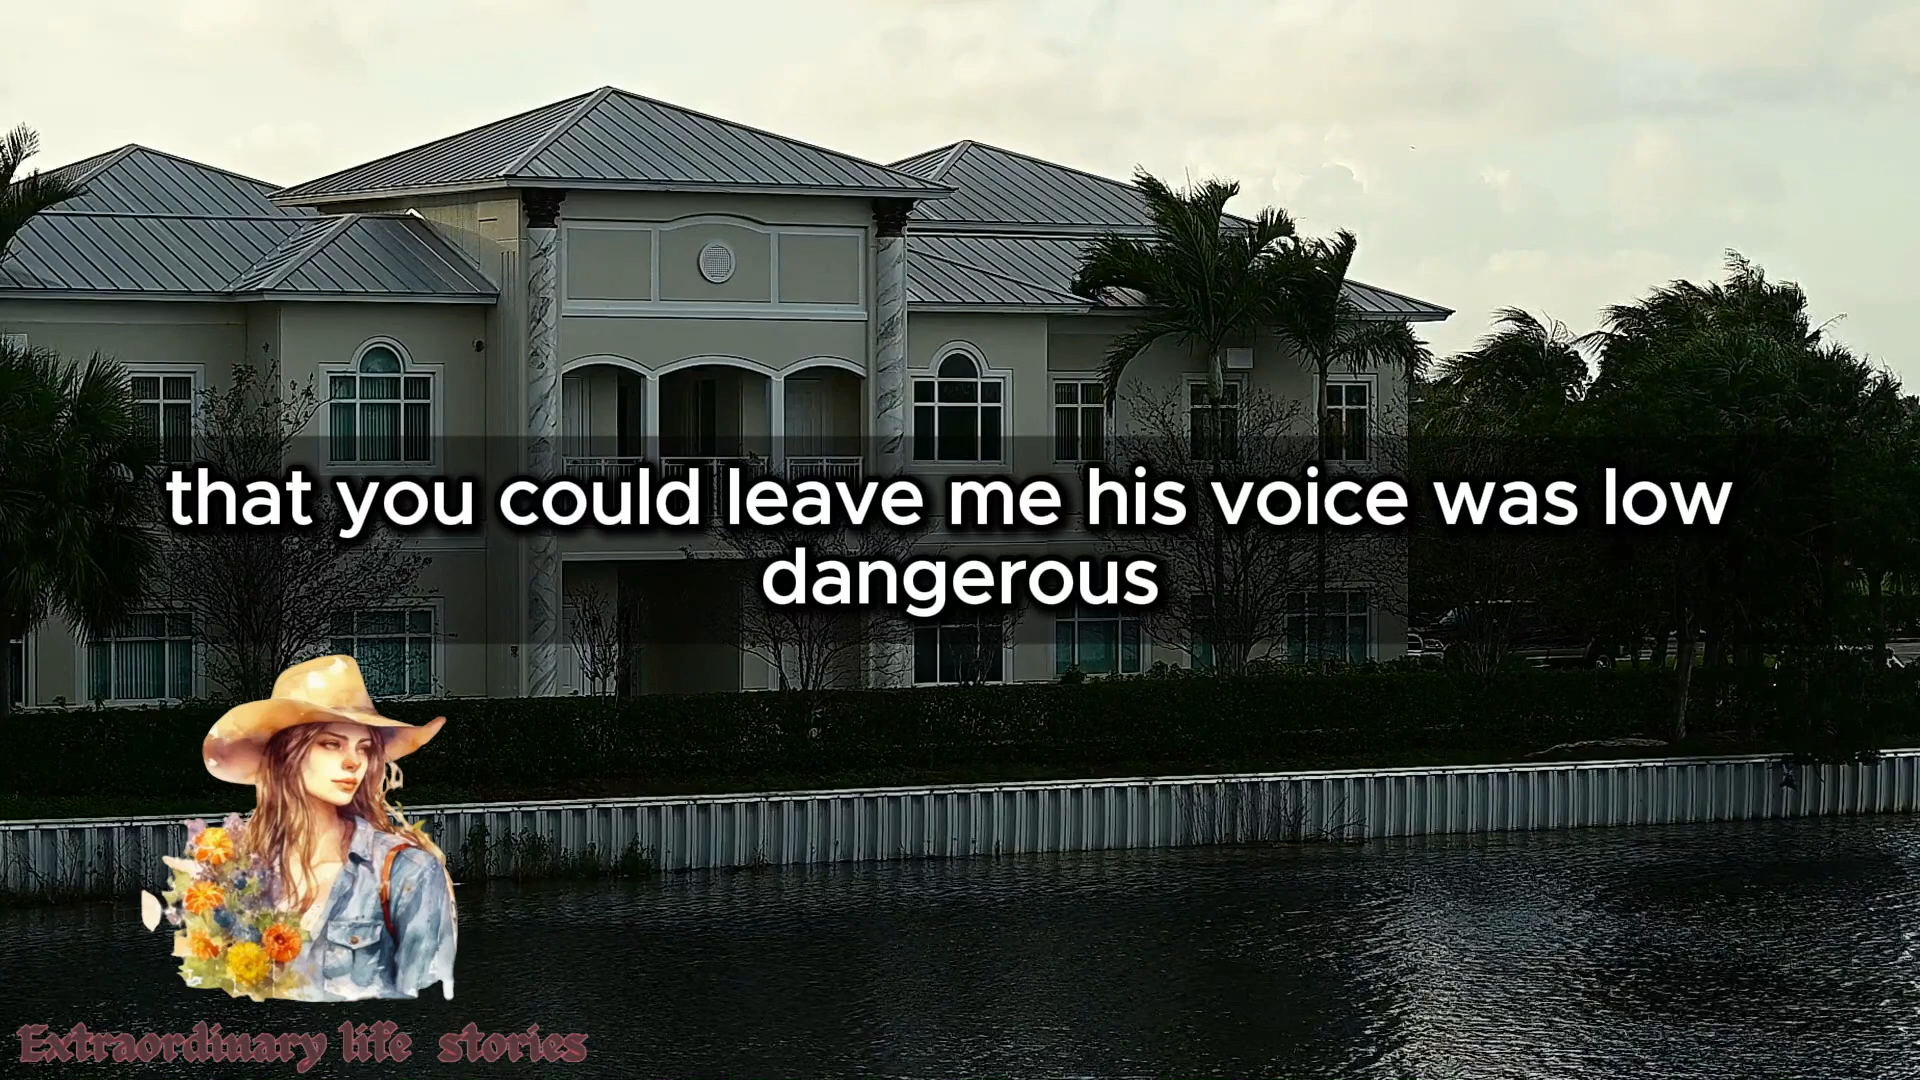 that you could leave me his voice was low
dangerous
Extraordinary life stories